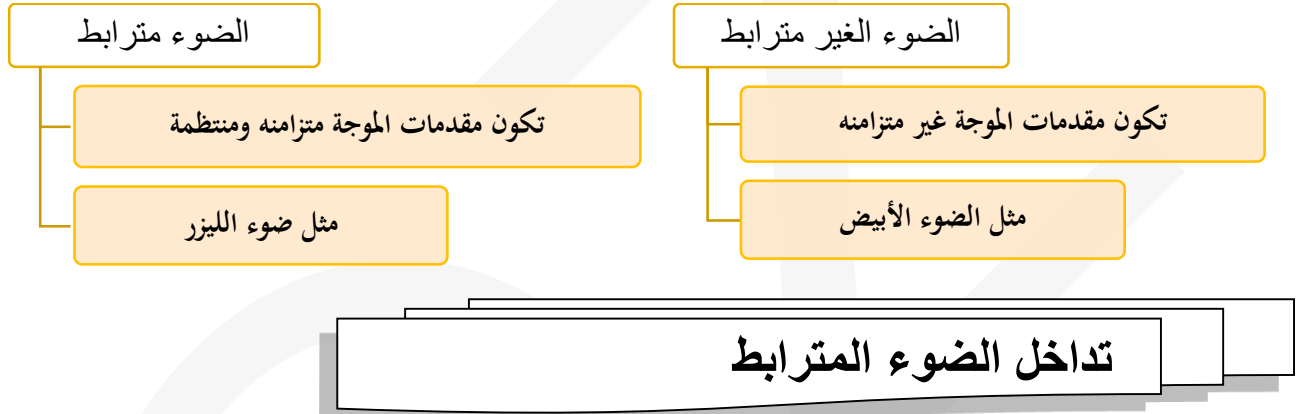 الضوء الغير مترابط
تكون مقدمات الموجة غير متزامنه
مثل الضوء الأبيض
الضوء مترابط
تكون مقدمات الموجة متزامنه ومنتظمة
مثل ضوء الليزر
تداخل الضوء المترابط